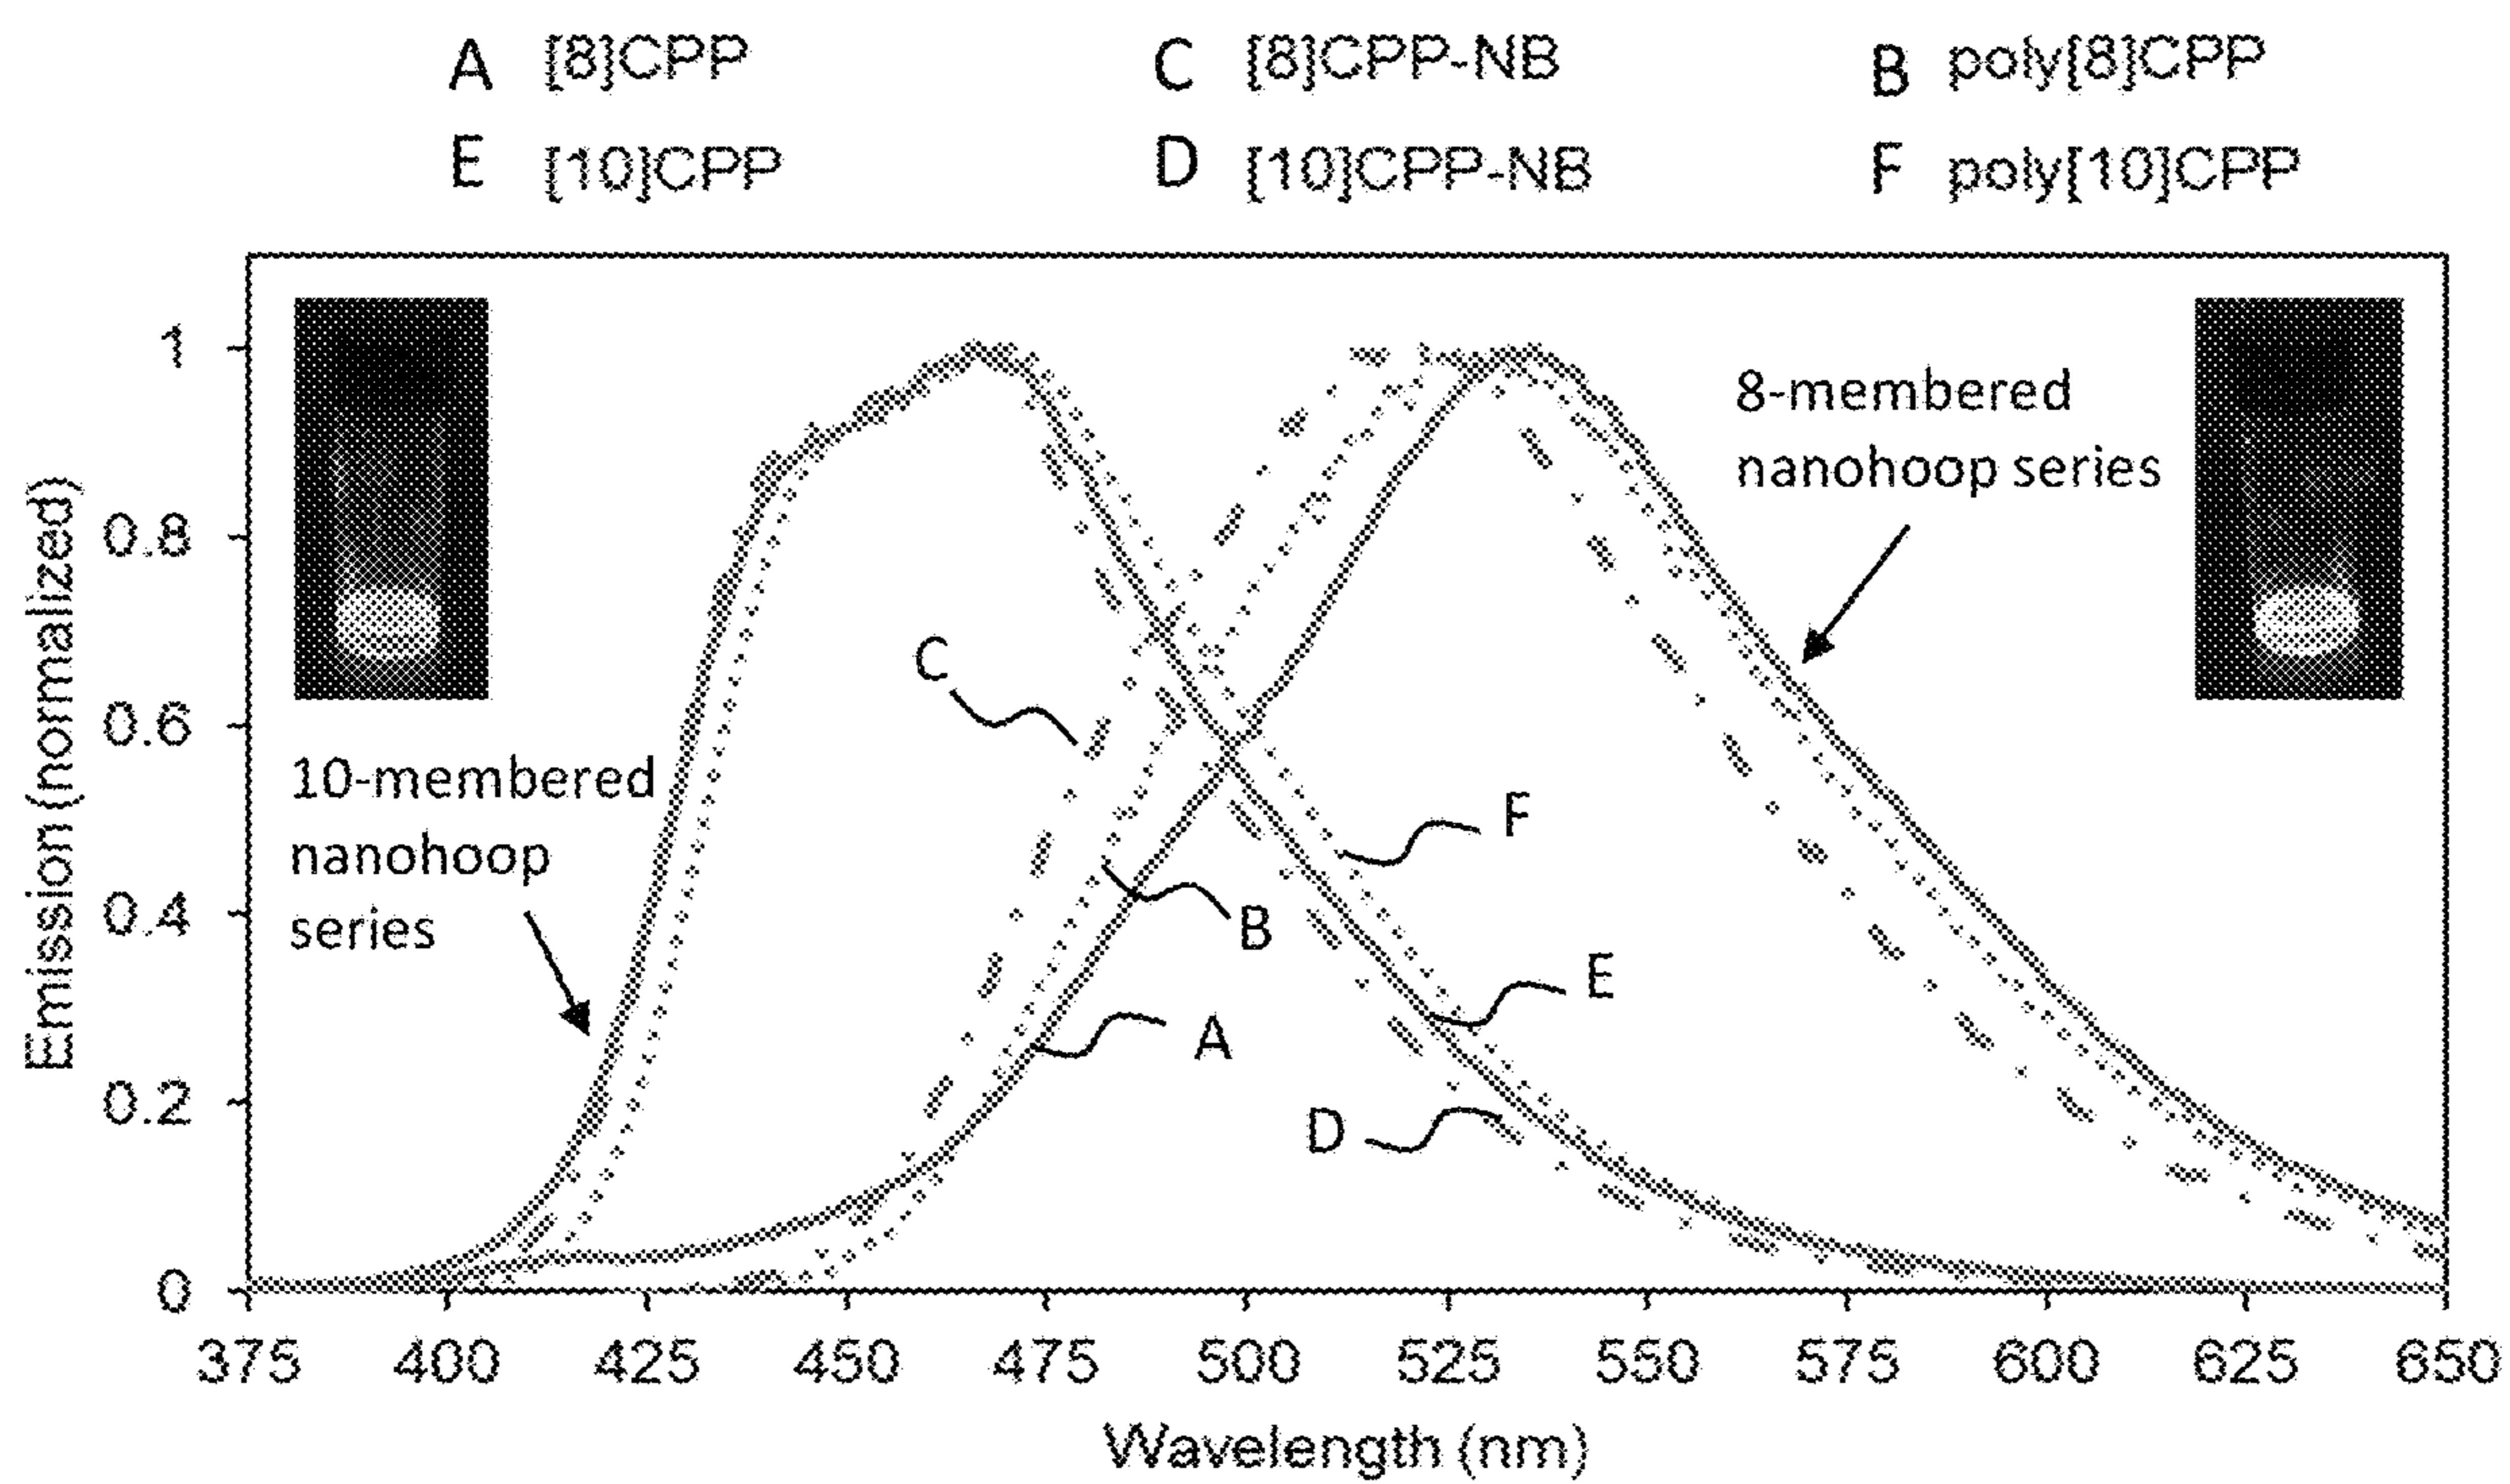 A [8]CPP C [8]CPP-NB B poly[8]CPP
E [10]CPP D [10]CPP-NB F poly[10]CPP
Emission (normalized)
1
0.8
0.6
0.4
0.2
0
8-membered
nanohoop series
10-membered
nanohoop
series
C
F
B
E
A
D
375 400 425 450 475 500 525 550 575 600 625 650
Wavelength (nm)